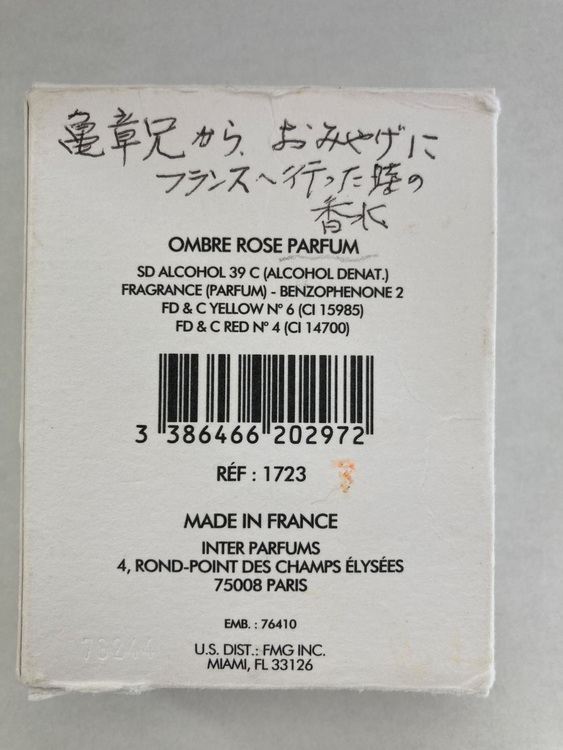 亀章兄から、おみやげに
フランスへ行った時の
香水
OMBRE ROSE PARFUM
SD ALCOHOL 39 C (ALCOHOL DENAT.)
FRAGRANCE (PARFUM) - BENZOPHENONE 2
FD & C YELLOW N° 6 (CI 15985)
FD & C RED N° 4 (CI 14700)
3 386466 202972
RÉF : 1723
MADE IN FRANCE
INTER PARFUMS
4, ROND-POINT DES CHAMPS ÉLYSÉES
75008 PARIS
EMB. : 76410
U.S. DIST.: FMG INC.
MIAMI, FL 33126